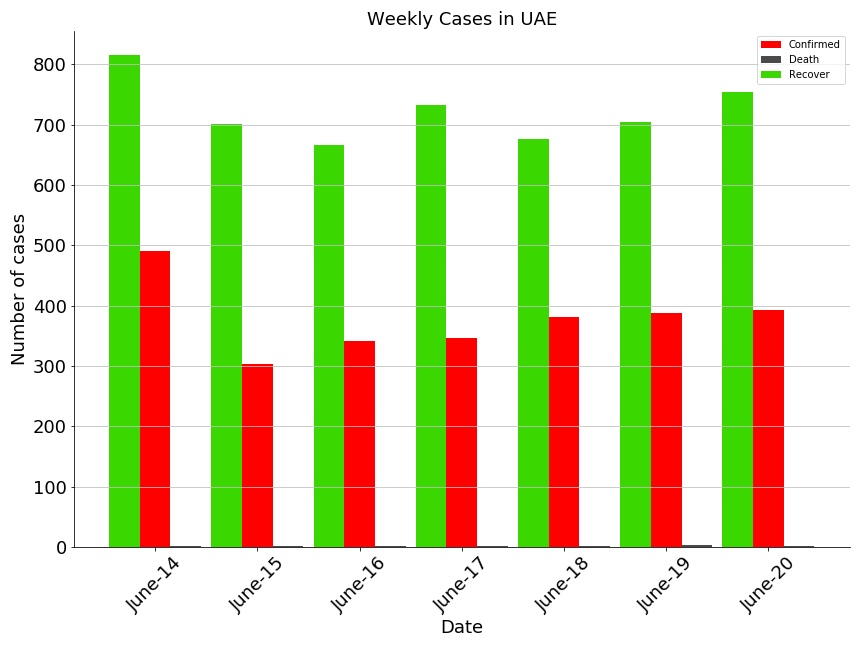 Weekly Cases in UAE
Confirmed
Death
Recover
Number of cases
800
700
600
500
400
300
200
100
0
June-14
June-15
June-16
June-17
June-18
June-19
June-20
Date